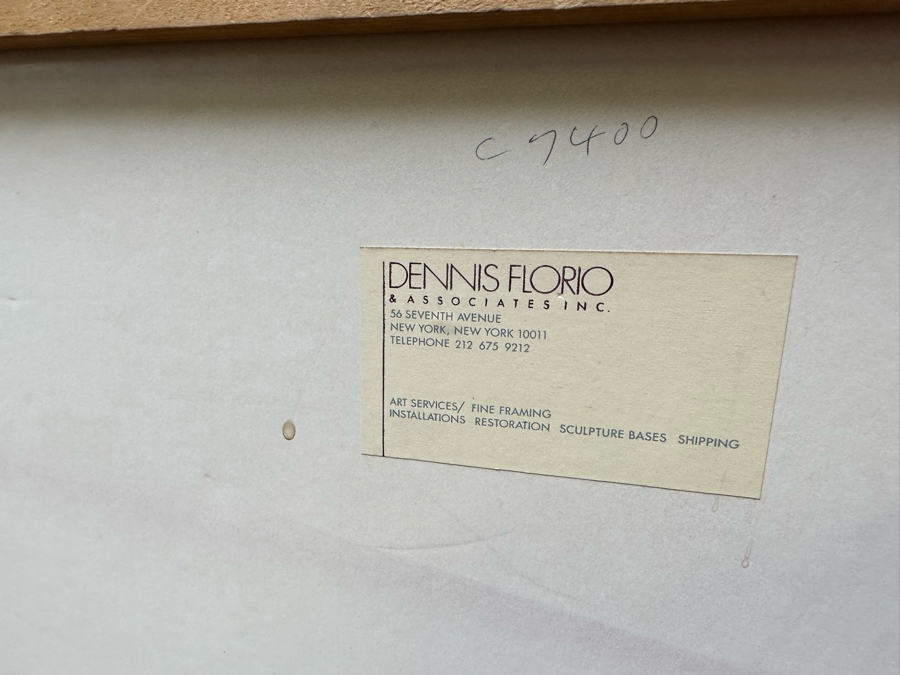 C 7400
DENNIS FLORIO
& ASSOCIATES INC.
56 SEVENTH AVENUE
NEW YORK, NEW YORK 10011
TELEPHONE 212 675 9212
ART SERVICES/ FINE FRAMING
INSTALLATIONS RESTORATION SCULPTURE BASES SHIPPING